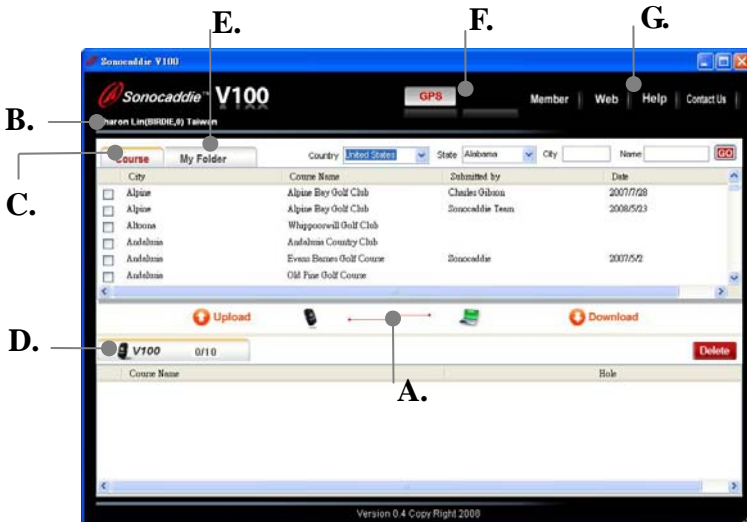 E. F. G.
Sonocaddie V100
Sonocaddie™ V100 GPS Member Web Help Contact Us
B. haron Lin(BIRDIE,0) Taiwan
Course My Folder Country United States State Alabama City Name GO
C. City Course Name Submitted by Date
Alpine Alpine Bay Golf Club Charles Gibson 2007/7/28
Alpine Alpine Bay Golf Club Sonocaddie Team 2008/5/23
Altoona Whippoorwill Golf Club
Andalusia Andalusia Country Club
Andalusia Evans Barnes Golf Course Sonocaddie 2007/5/2
Andalusia Old Pine Golf Course
Upload Download
D. V100 0/10 Delete
A.
Course Name Hole
Version 0.4 Copy Right 2008